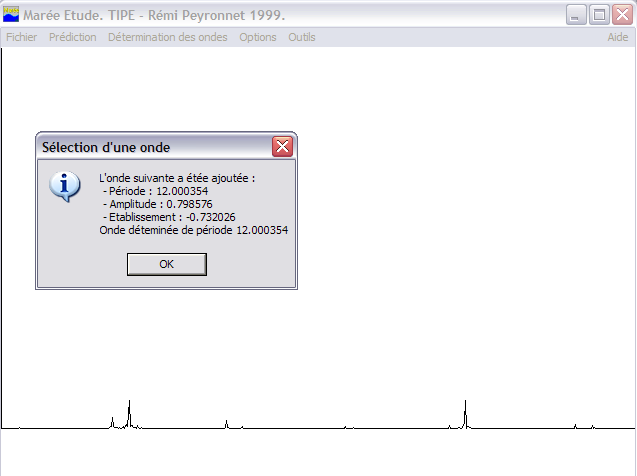 Marée Etude. TIPE - Rémi Peyronnet 1999.
Fichier Prédiction Détermination des ondes Options Outils Aide
Sélection d'une onde
L'onde suivante a étée ajoutée :
- Période : 12.000354
- Amplitude : 0.798576
- Etablissement : -0.732026
Onde déteminée de période 12.000354
OK